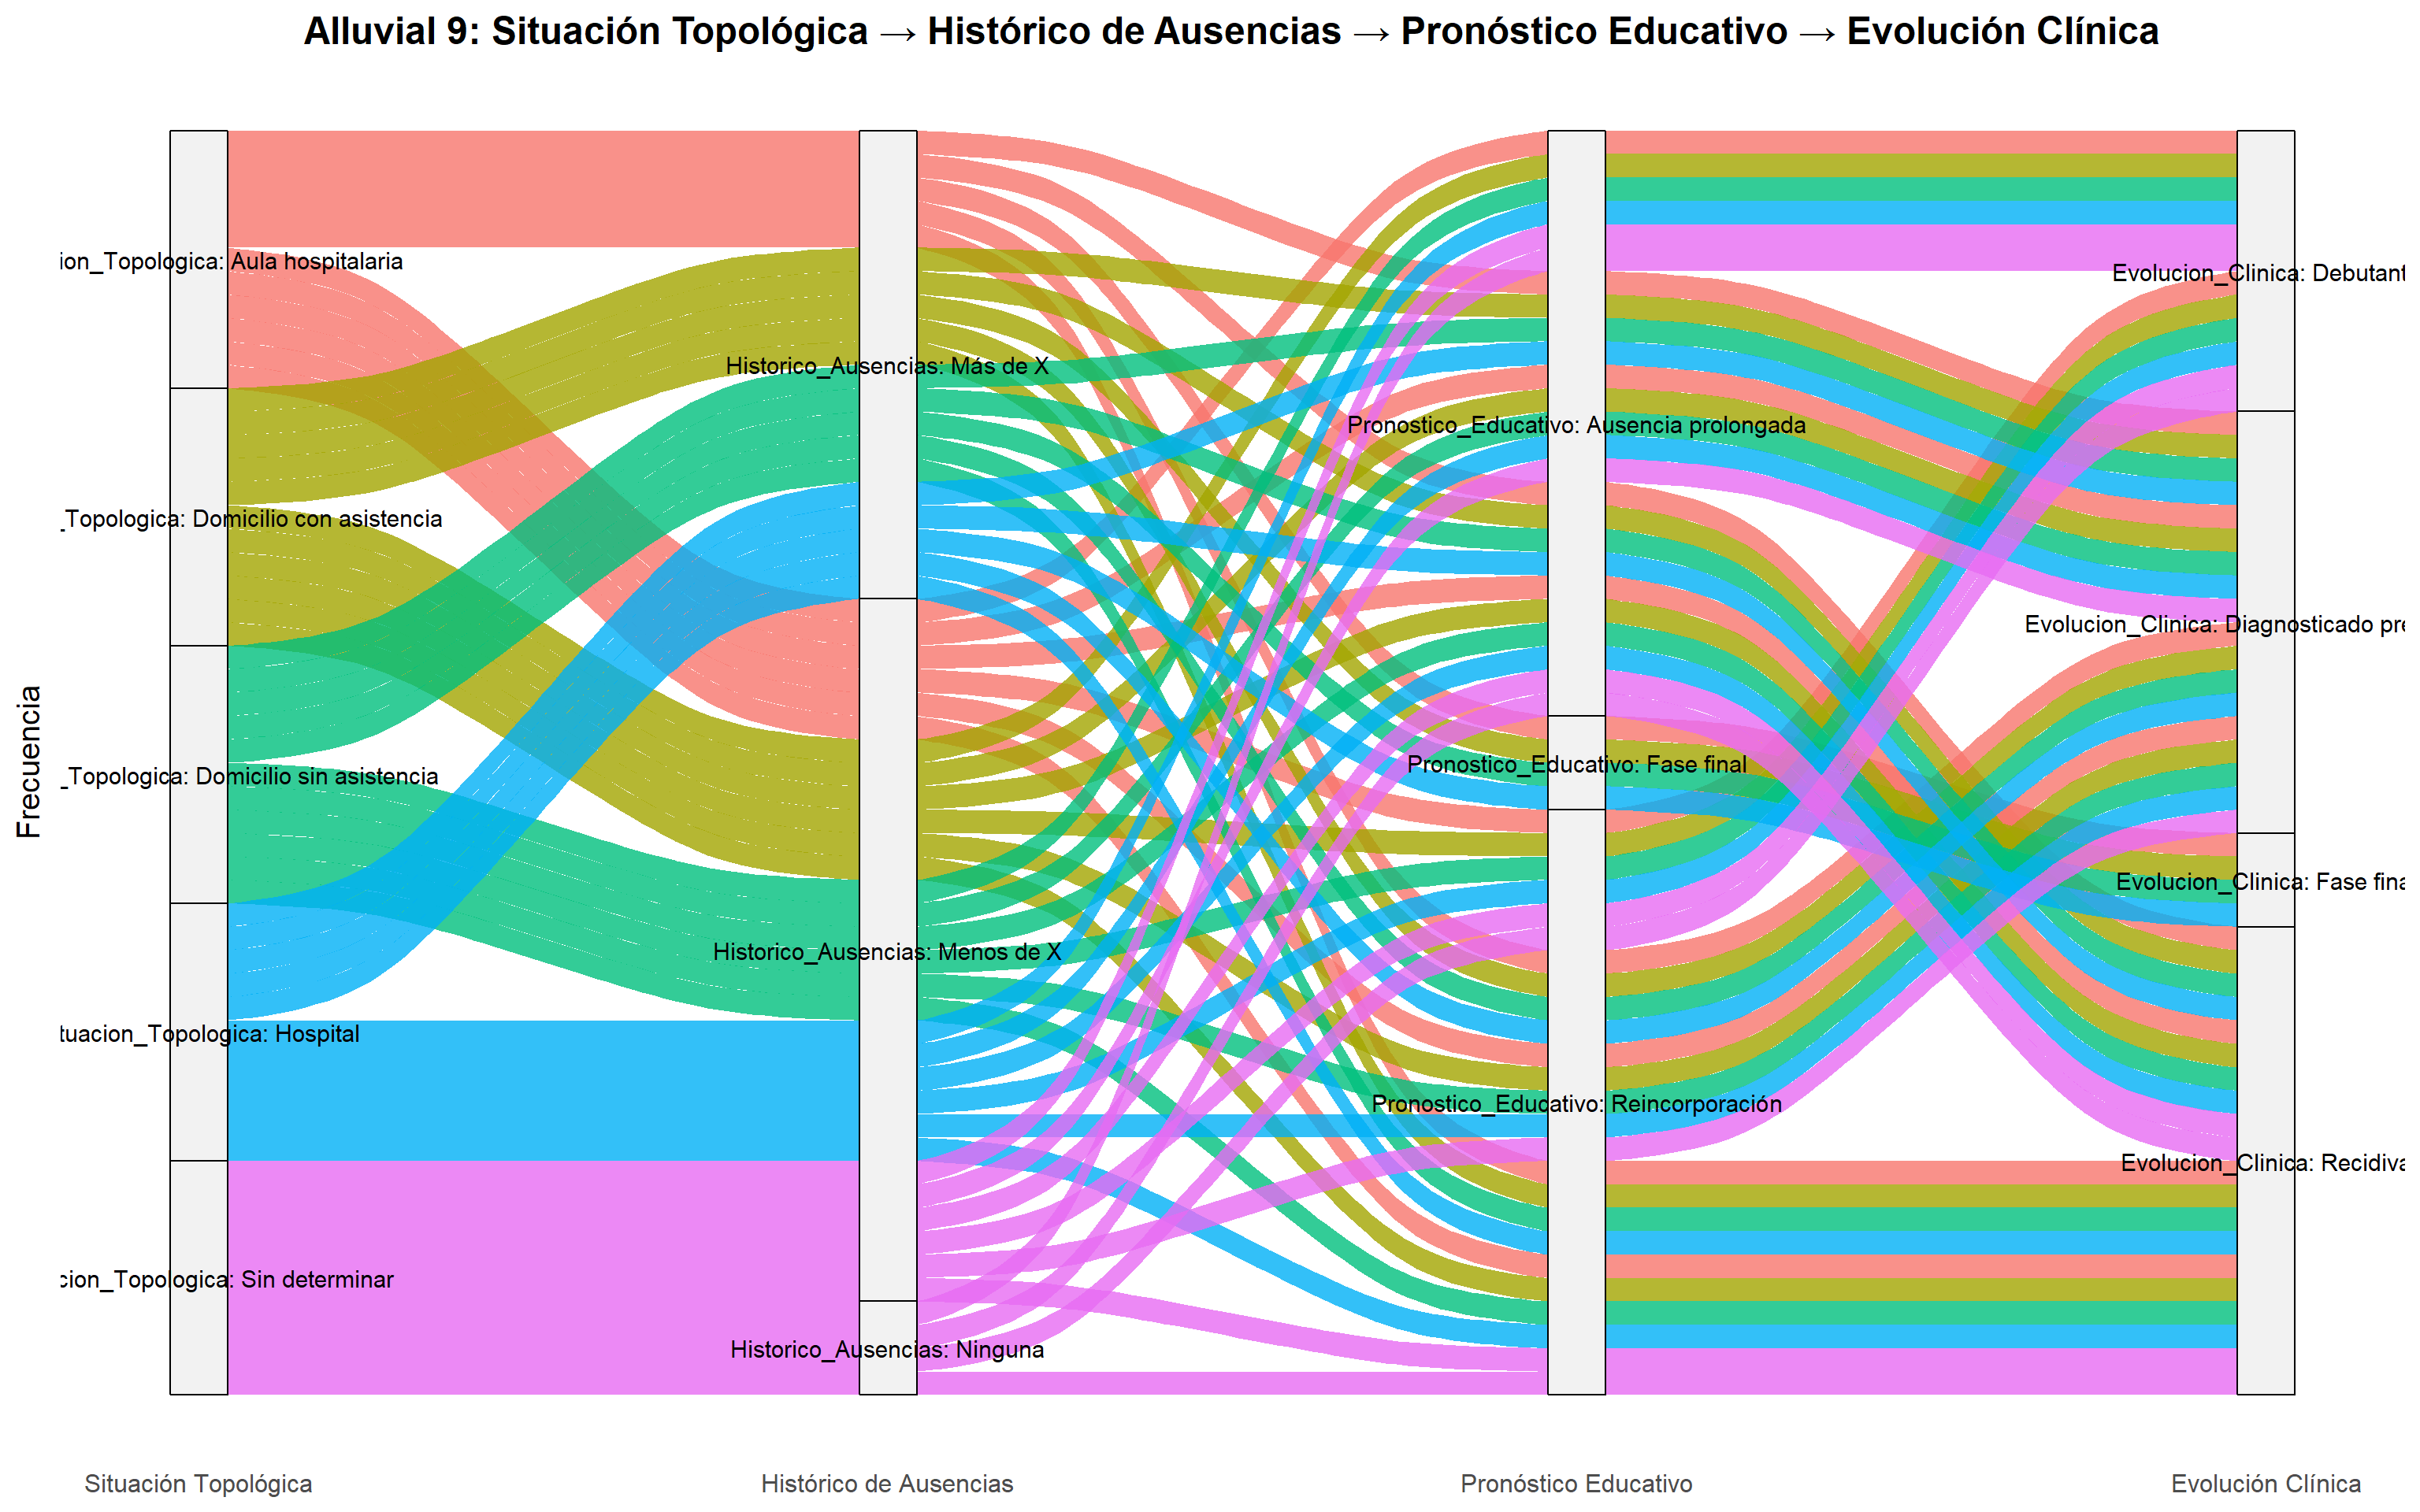 Alluvial 9: Situación Topológica → Histórico de Ausencias → Pronóstico Educativo → Evolución Clínica
Frecuencia
ion_Topologica: Aula hospitalaria
_Topologica: Domicilio con asistencia
_Topologica: Domicilio sin asistencia
tuacion_Topologica: Hospital
cion_Topologica: Sin determinar
Historico_Ausencias: Más de X
Historico_Ausencias: Menos de X
Historico_Ausencias: Ninguna
Pronostico_Educativo: Ausencia prolongada
Pronostico_Educativo: Fase final
Pronostico_Educativo: Reincorporación
Evolucion_Clinica: Debutant
Evolucion_Clinica: Diagnosticado pre
Evolucion_Clinica: Fase fina
Evolucion_Clinica: Recidiva
Situación Topológica
Histórico de Ausencias
Pronóstico Educativo
Evolución Clínica